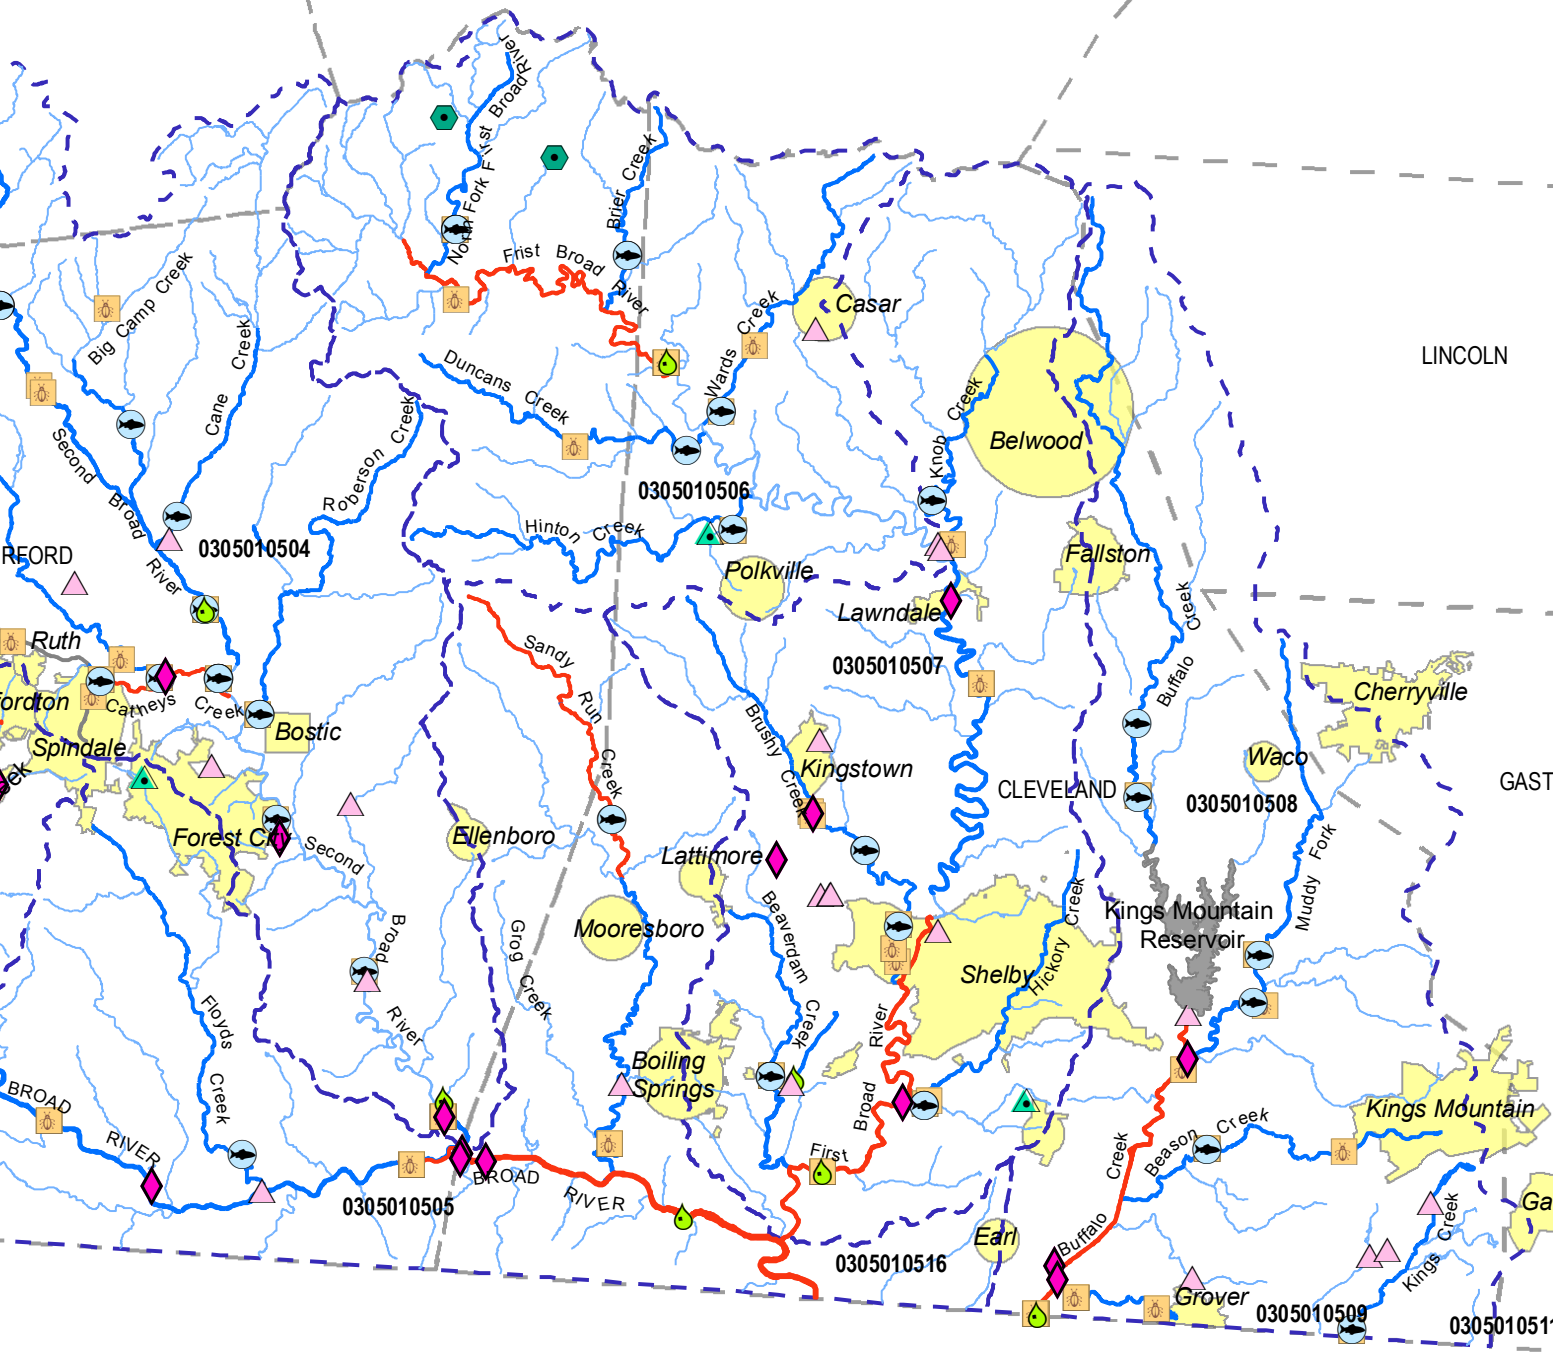 North Fork First Broad River
Brier Creek
Frist Broad River
Big Camp Creek
Cane Creek
Casar
Wards Creek
LINCOLN
Duncans Creek
Knob Creek
Belwood
Roberson Creek
Second Broad River
0305010506
Hinton Creek
0305010504
RFORD
Fallston
Polkville
Lawndale
Buffalo Creek
Ruth
Sandy Run Creek
0305010507
Cherryville
fordton
Catheys Creek
Bostic
Brushy Creek
Spindale
Waco
Kingstown
eek
CLEVELAND
GAST
0305010508
Forest City
Ellenboro
Second Broad River
Lattimore
Muddy Fork
Beaverdam Creek
Kings Mountain
Reservoir
Mooresboro
Grog Creek
Shelby
Hickory Creek
Floyds Creek
Boiling
Springs
BROAD RIVER
First Broad River
Kings Mountain
Beason Creek
Buffalo Creek
BROAD RIVER
0305010505
Kings Creek
Ga
Earl
0305010516
Grover
0305010509
030501051